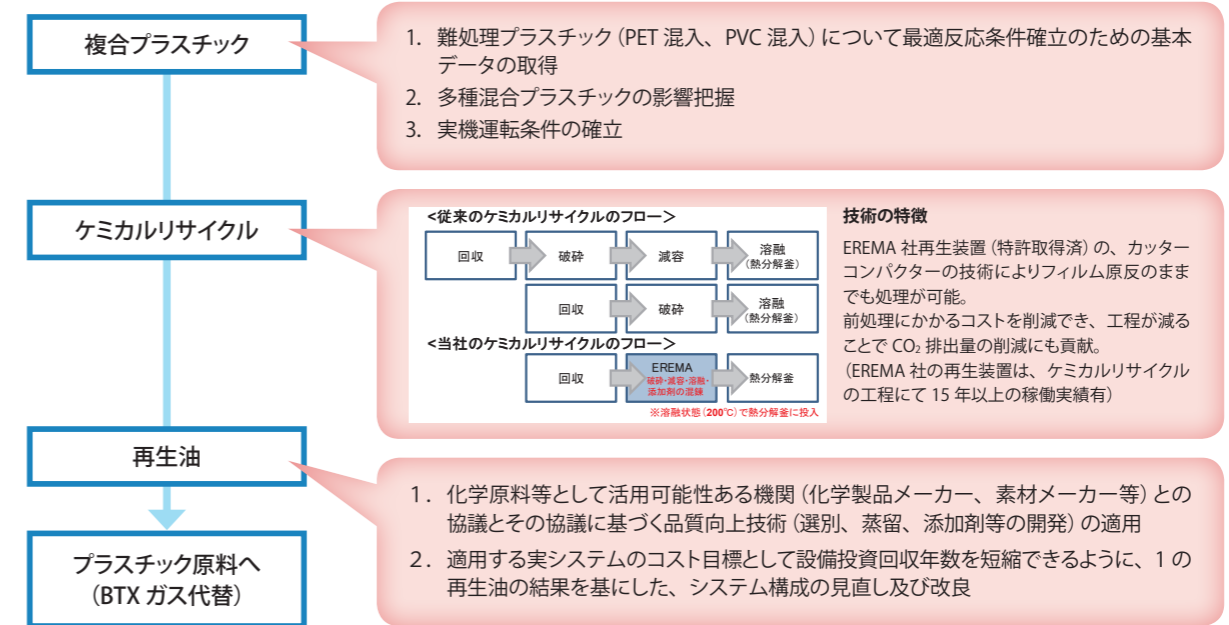 複合プラスチック
1. 難処理プラスチック（PET 混入、PVC 混入）について最適反応条件確立のための基本
データの取得
2. 多種混合プラスチックの影響把握
3. 実機運転条件の確立
ケミカルリサイクル
<従来のケミカルリサイクルのフロー>
回収
破砕
減容
溶融
（熱分解釜）
回収
破砕
溶融
（熱分解釜）
<当社のケミカルリサイクルのフロー>
回収
EREMA
破砕・減容・溶融・
添加剤の混錬
熱分解釜
※溶融状態（200℃）で熱分解釜に投入
技術の特徴
EREMA 社再生装置（特許取得済）の、カッター
コンパクターの技術によりフィルム原反のまま
でも処理が可能。
前処理にかかるコストを削減でき、工程が減る
ことで CO₂ 排出量の削減にも貢献。
（EREMA 社の再生装置は、ケミカルリサイクル
の工程にて 15 年以上の稼働実績有）
再生油
1. 化学原料等として活用可能性ある機関（化学製品メーカー、素材メーカー等）との
協議とその協議に基づく品質向上技術（選別、蒸留、添加剤等の開発）の適用
2. 適用する実システムのコスト目標として設備投資回収年数を短縮できるように、1 の
再生油の結果を基にした、システム構成の見直し及び改良
プラスチック原料へ
（BTX ガス代替）